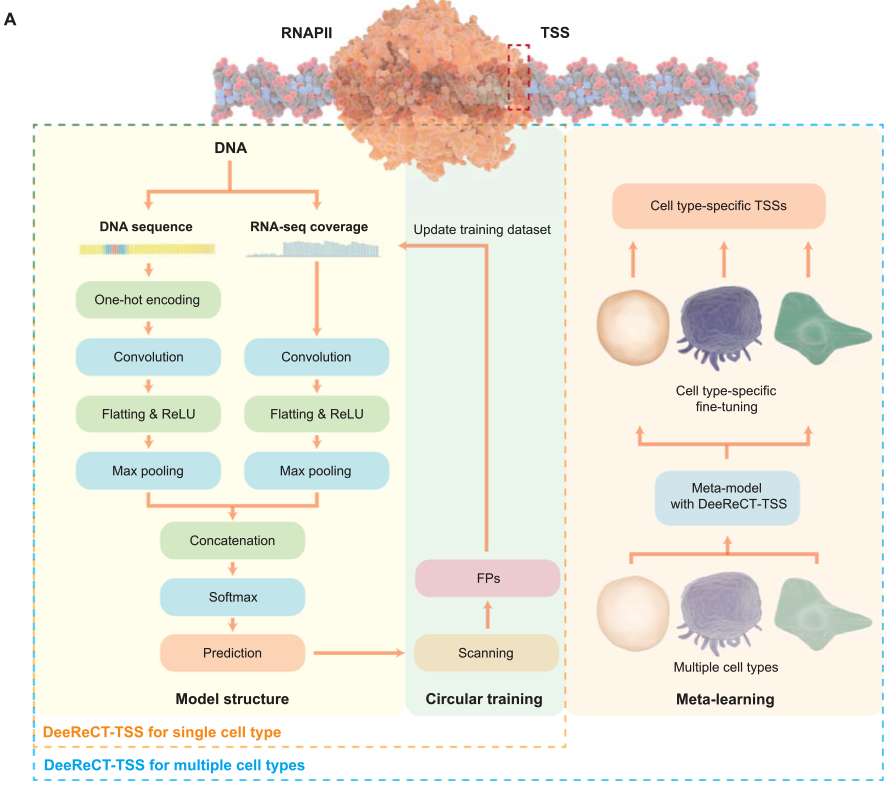 A
RNAPII
TSS
DNA
DNA sequence
RNA-seq coverage
One-hot encoding
Convolution
Convolution
Flatting & ReLU
Flatting & ReLU
Max pooling
Max pooling
Concatenation
Softmax
Prediction
Model structure
Update training dataset
FPs
Scanning
Circular training
Cell type-specific TSSs
Cell type-specific
fine-tuning
Meta-model
with DeeReCT-TSS
Multiple cell types
Meta-learning
DeeReCT-TSS for single cell type
DeeReCT-TSS for multiple cell types